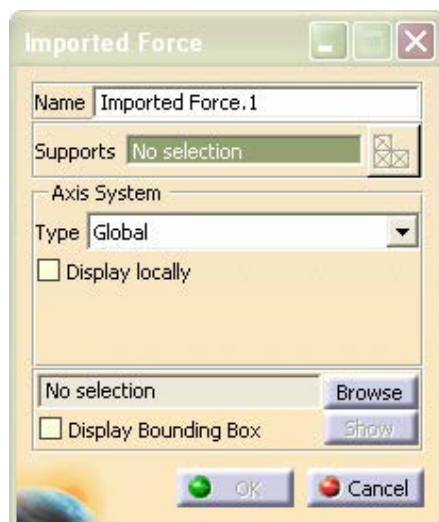 Imported Force
Name Imported Force.1
Supports No selection
Axis System
Type Global
Display locally
No selection Browse
Display Bounding Box Show
OK Cancel